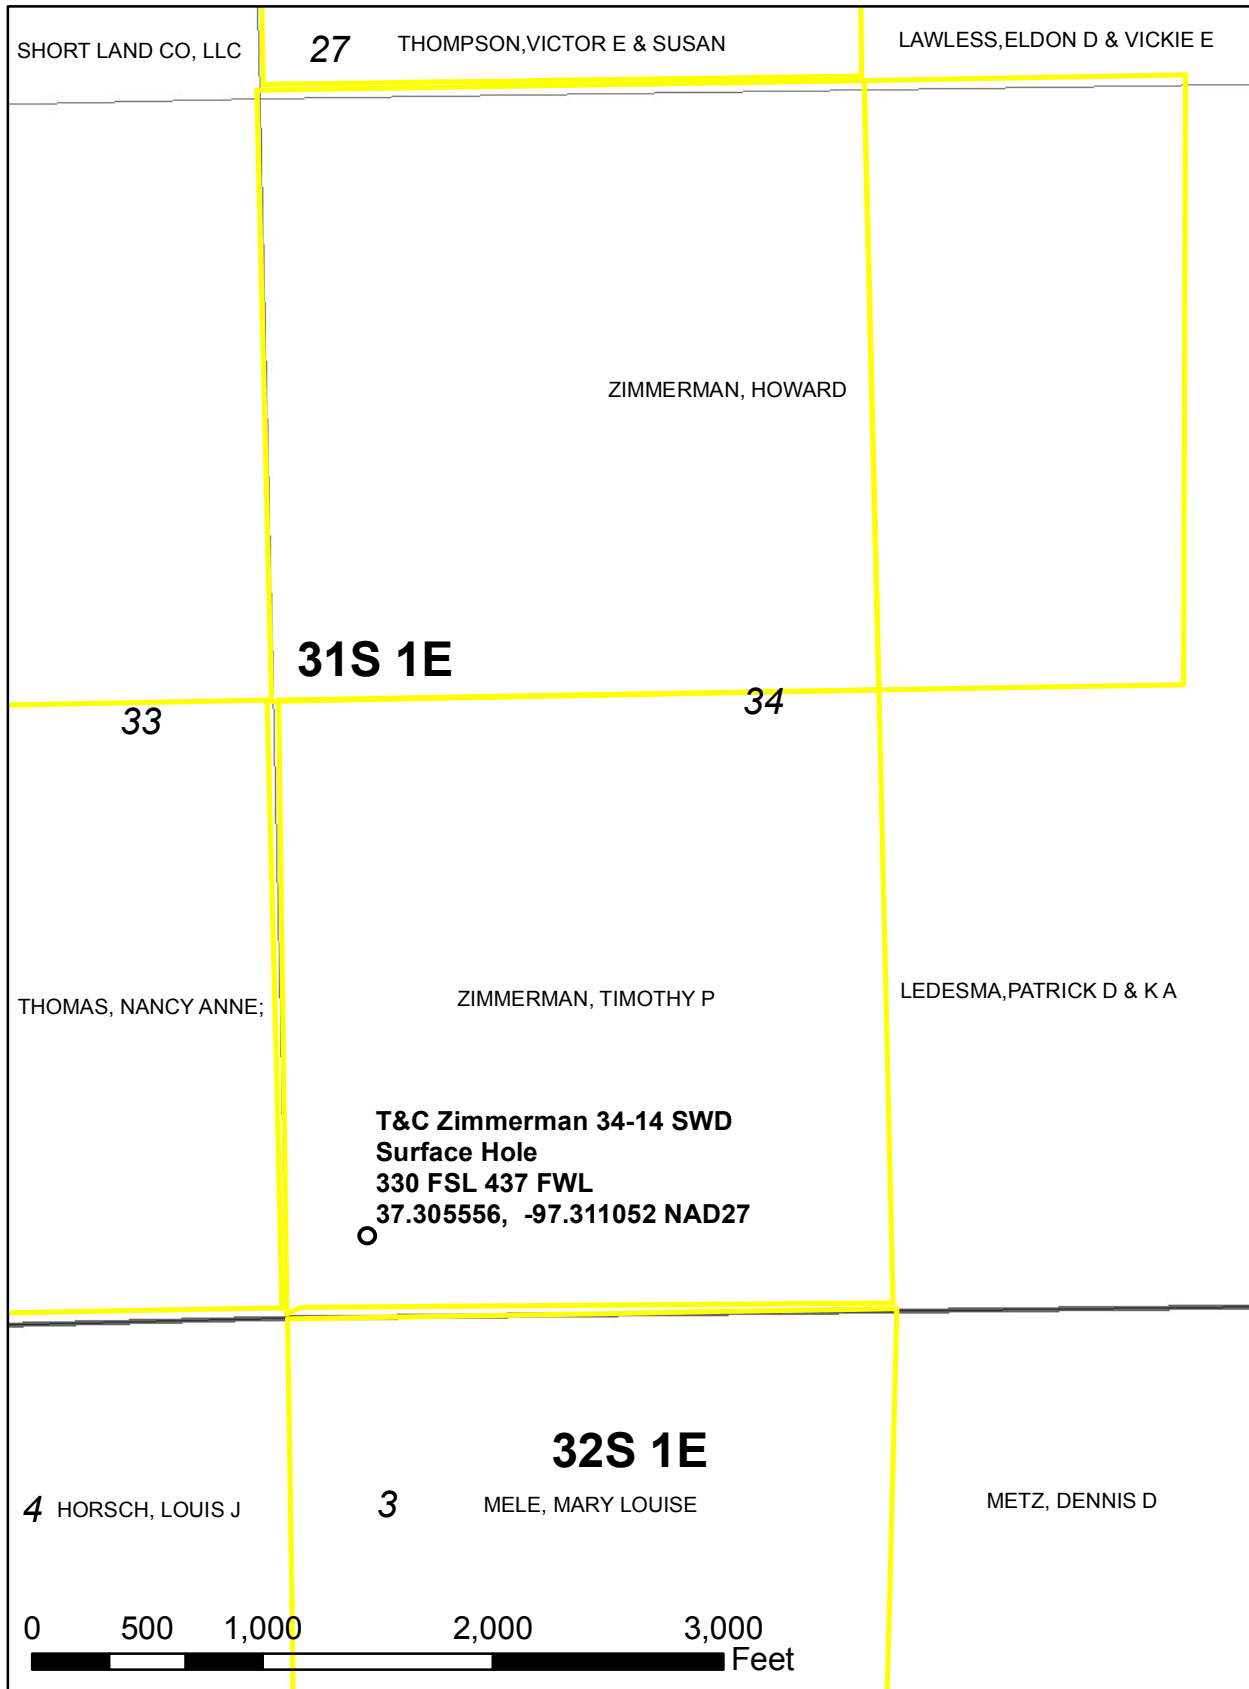 SHORT LAND CO, LLC
27
THOMPSON,VICTOR E & SUSAN
LAWLESS,ELDON D & VICKIE E
ZIMMERMAN, HOWARD
31S 1E
33
34
THOMAS, NANCY ANNE;
ZIMMERMAN, TIMOTHY P
LEDESMA,PATRICK D & K A
T&C Zimmerman 34-14 SWD
Surface Hole
330 FSL 437 FWL
37.305556, -97.311052 NAD27
32S 1E
4
HORSCH, LOUIS J
3
MELE, MARY LOUISE
METZ, DENNIS D
0 500 1,000 2,000 3,000
Feet